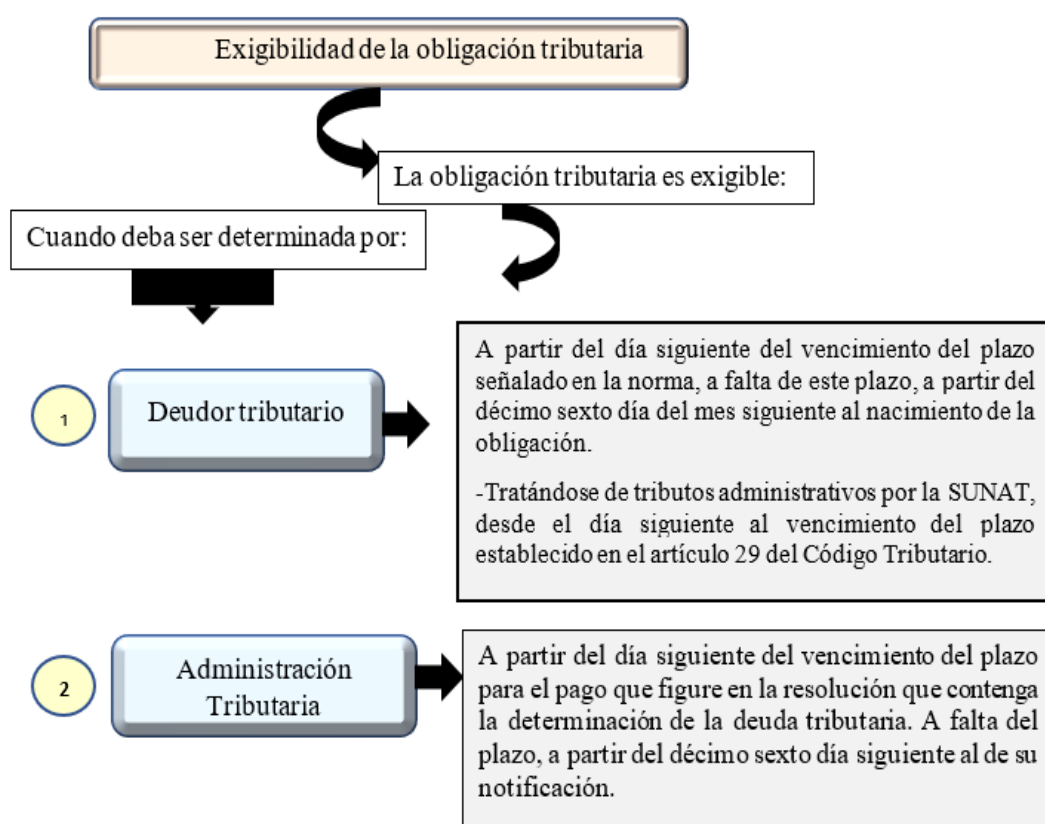 Exigibilidad de la obligación tributaria
La obligación tributaria es exigible:
Cuando deba ser determinada por:
1
Deudor tributario
A partir del día siguiente del vencimiento del plazo
señalado en la norma, a falta de este plazo, a partir del
décimo sexto día del mes siguiente al nacimiento de la
obligación.
-Tratándose de tributos administrativos por la SUNAT,
desde el día siguiente al vencimiento del plazo
establecido en el artículo 29 del Código Tributario.
2
Administración
Tributaria
A partir del día siguiente del vencimiento del plazo
para el pago que figure en la resolución que contenga
la determinación de la deuda tributaria. A falta del
plazo, a partir del décimo sexto día siguiente al de su
notificación.